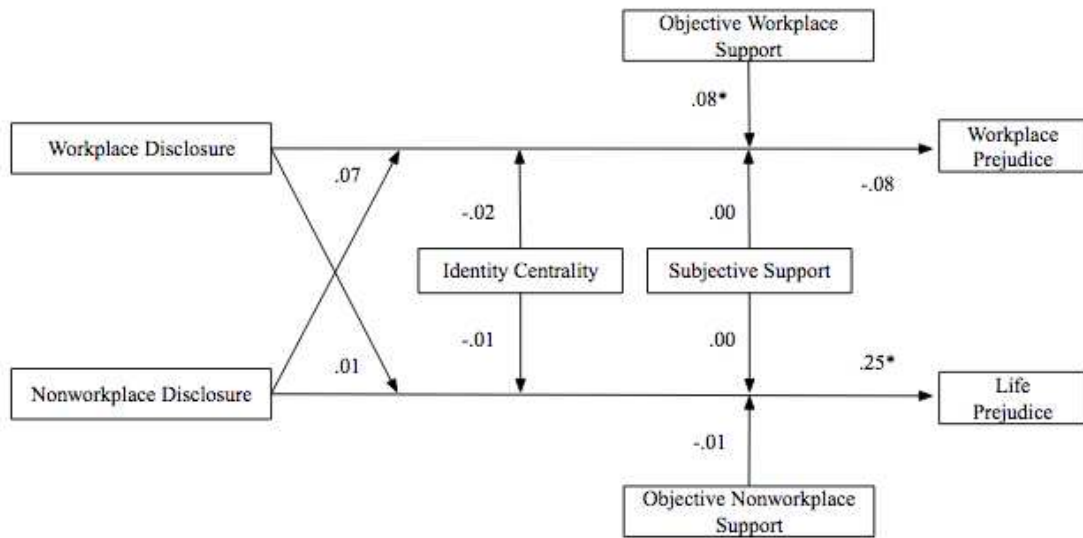 Objective Workplace
Support
.08*
Workplace Disclosure
Workplace
Prejudice
.07
-.08
-.02
.00
Identity Centrality
Subjective Support
-.01
.00
.01
.25*
Nonworkplace Disclosure
Life
Prejudice
-.01
Objective Nonworkplace
Support